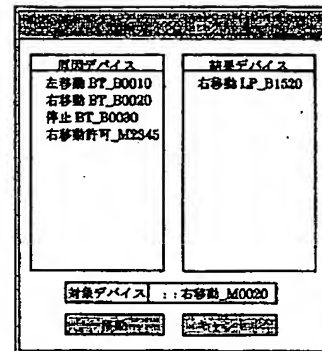 原因デバイス
左移動 BT_B0010
右移動 BT_B0020
停止 BT_B0030
右移動許可_M2345
結果デバイス
右移動 LP_B1520
対象デバイス ::右移動_M0020